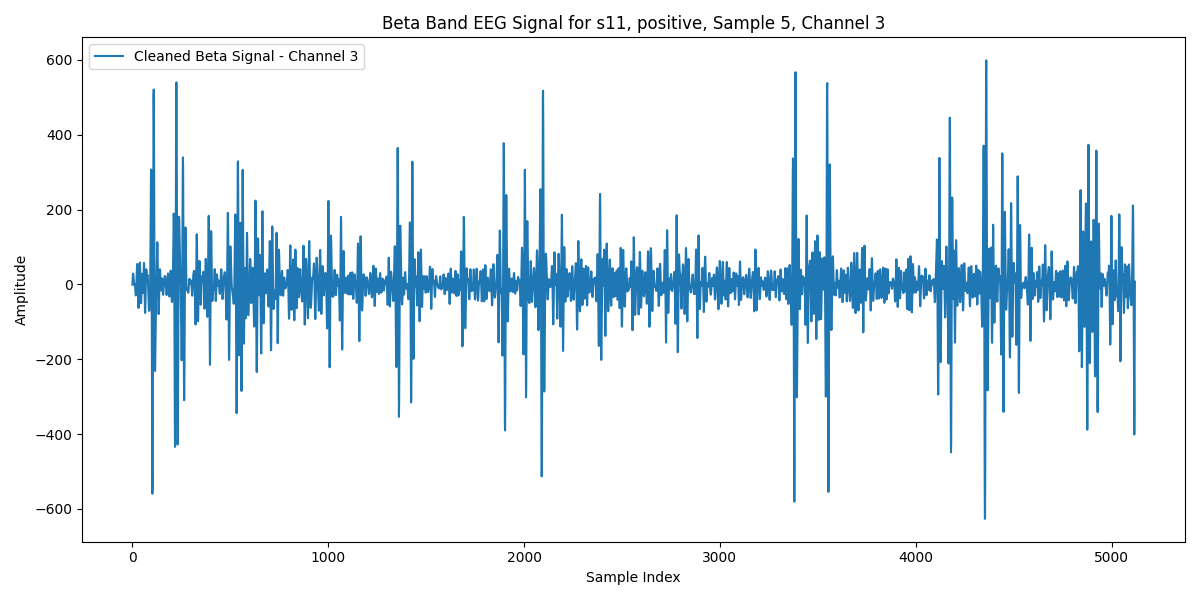 Beta Band EEG Signal for s11, positive, Sample 5, Channel 3
Cleaned Beta Signal - Channel 3
600
400
200
0
−200
−400
−600
Amplitude
0 1000 2000 3000 4000 5000
Sample Index